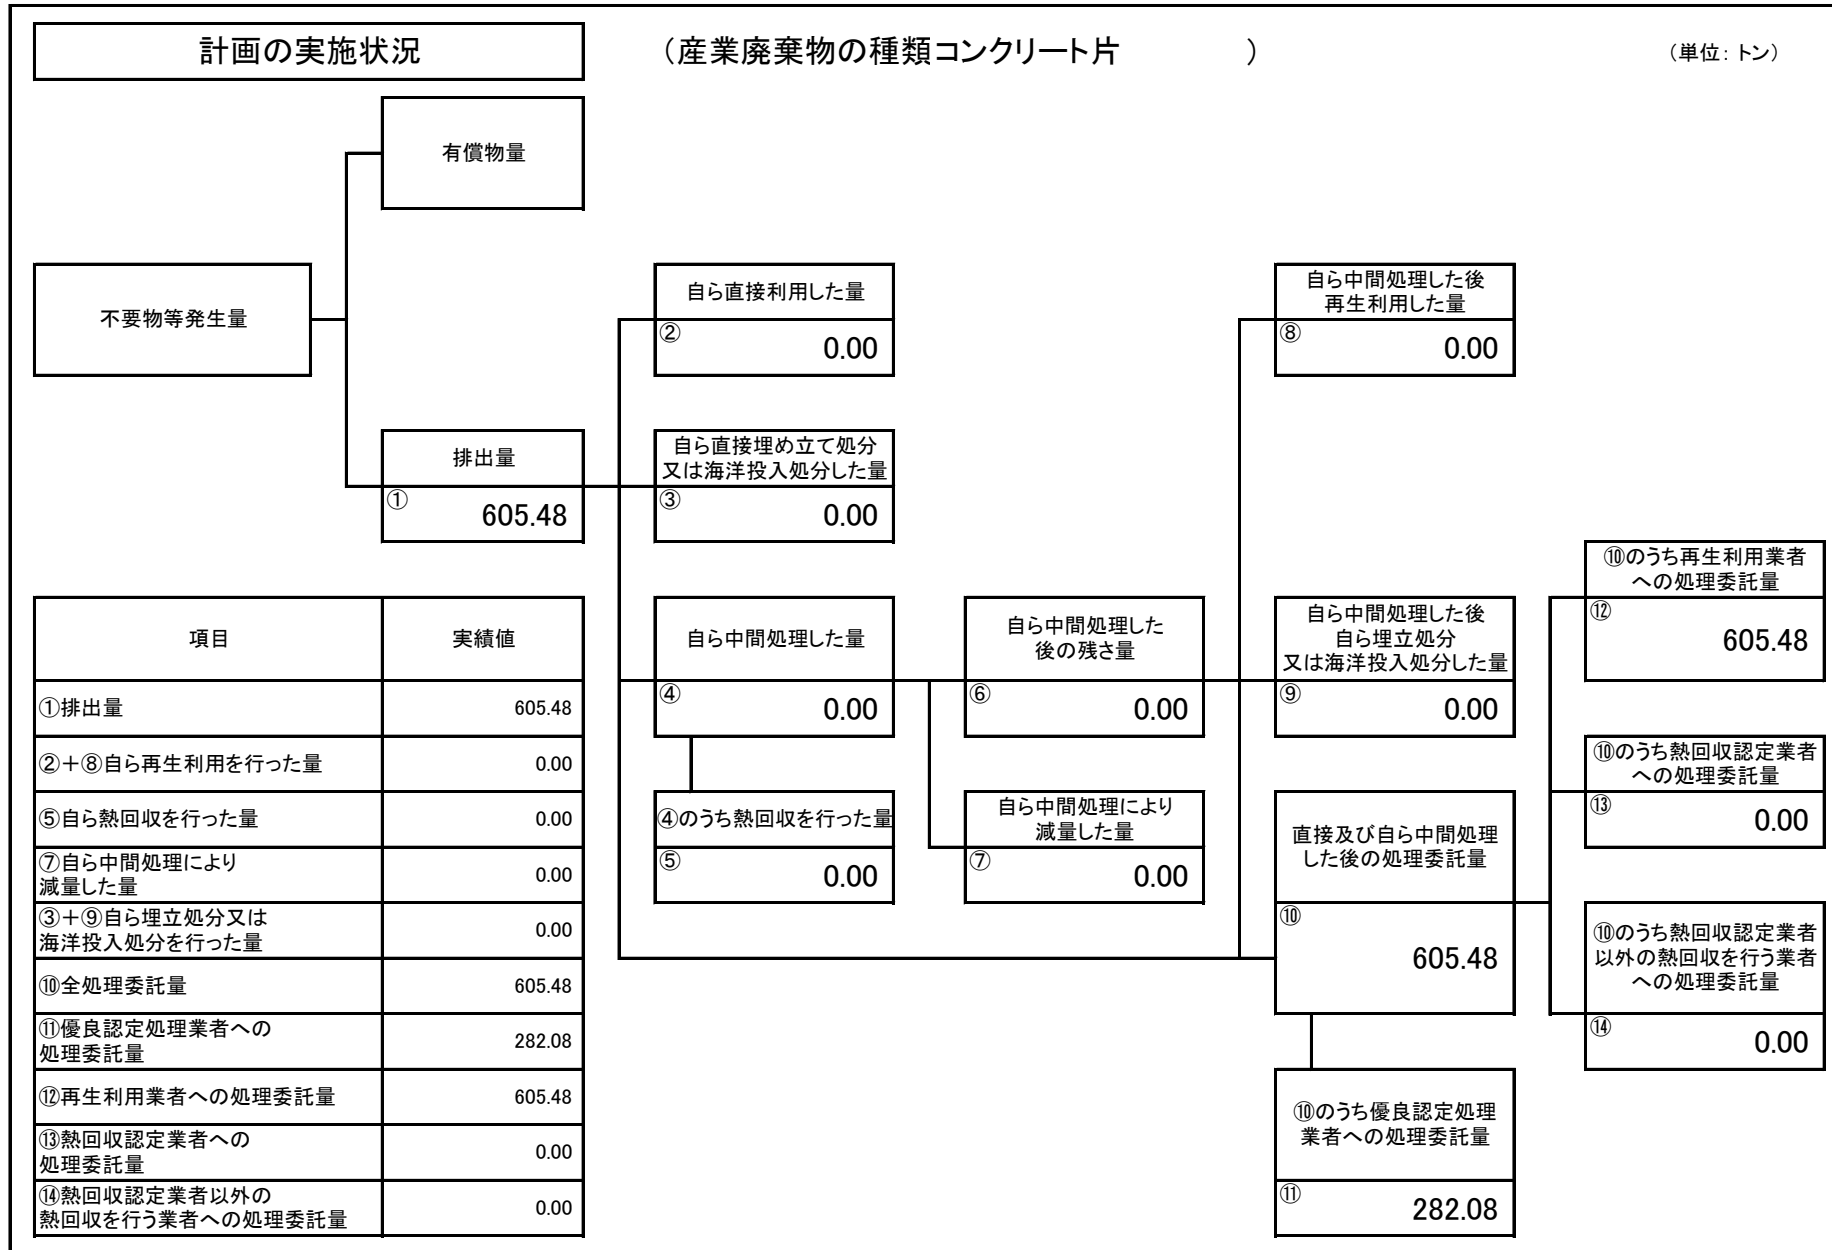 計画の実施状況
（産業廃棄物の種類コンクリート片　　　　）
（単位：トン）
有償物量
不要物等発生量
自ら直接利用した量
②
0.00
自ら中間処理した後
再生利用した量
⑧
0.00
排出量
①
605.48
自ら直接埋め立て処分
又は海洋投入処分した量
③
0.00
⑩のうち再生利用業者
への処理委託量
⑫
605.48
自ら中間処理した量
④
0.00
自ら中間処理した
後の残さ量
⑥
0.00
自ら中間処理した後
自ら埋立処分
又は海洋投入処分した量
⑨
0.00
⑩のうち熱回収認定業者
への処理委託量
⑬
0.00
④のうち熱回収を行った量
⑤
0.00
自ら中間処理により
減量した量
⑦
0.00
直接及び自ら中間処理
した後の処理委託量
⑩
605.48
⑩のうち熱回収認定業者
以外の熱回収を行う業者
への処理委託量
⑭
0.00
⑩のうち優良認定処理
業者への処理委託量
⑪
282.08
項目 実績値
①排出量 605.48
②＋⑧自ら再生利用を行った量 0.00
⑤自ら熱回収を行った量 0.00
⑦自ら中間処理により
減量した量 0.00
③＋⑨自ら埋立処分又は
海洋投入処分を行った量 0.00
⑩全処理委託量 605.48
⑪優良認定処理業者への
処理委託量 282.08
⑫再生利用業者への処理委託量 605.48
⑬熱回収認定業者への
処理委託量 0.00
⑭熱回収認定業者以外の
熱回収を行う業者への処理委託量 0.00